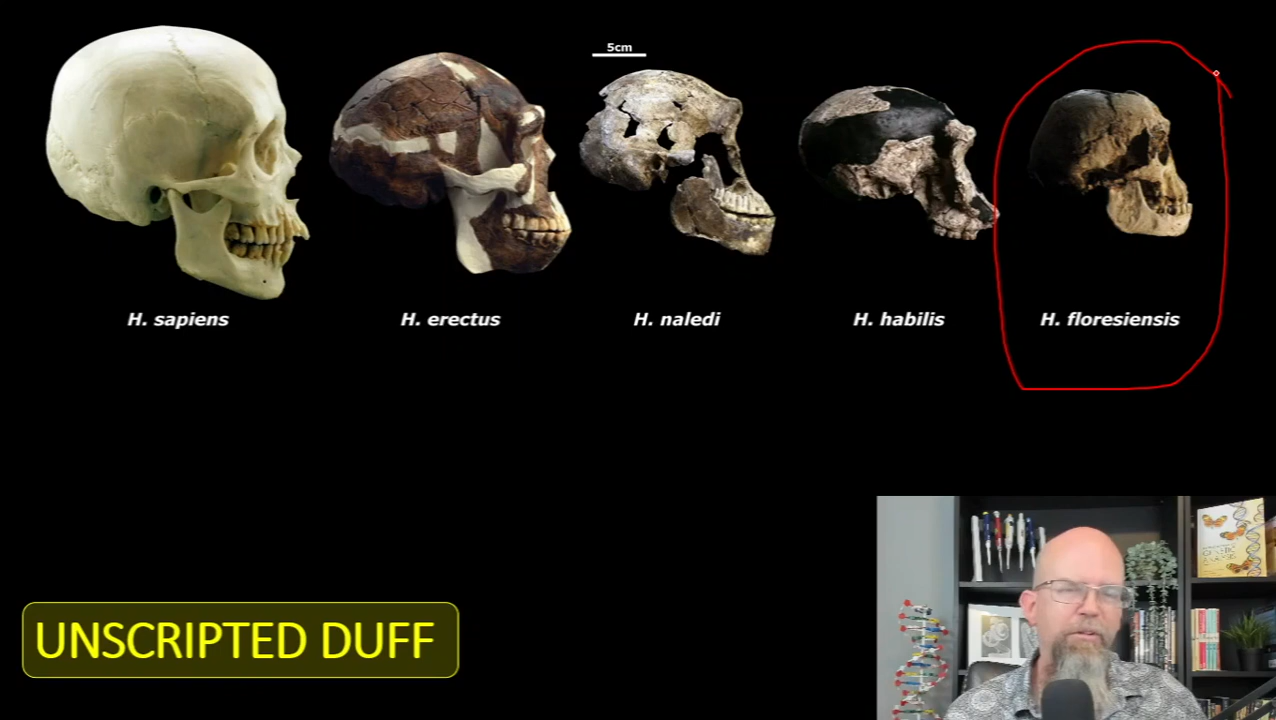 5cm
H. sapiens
H. erectus
H. naledi
H. habilis
H. floresiensis
UNSCRIPTED DUFF